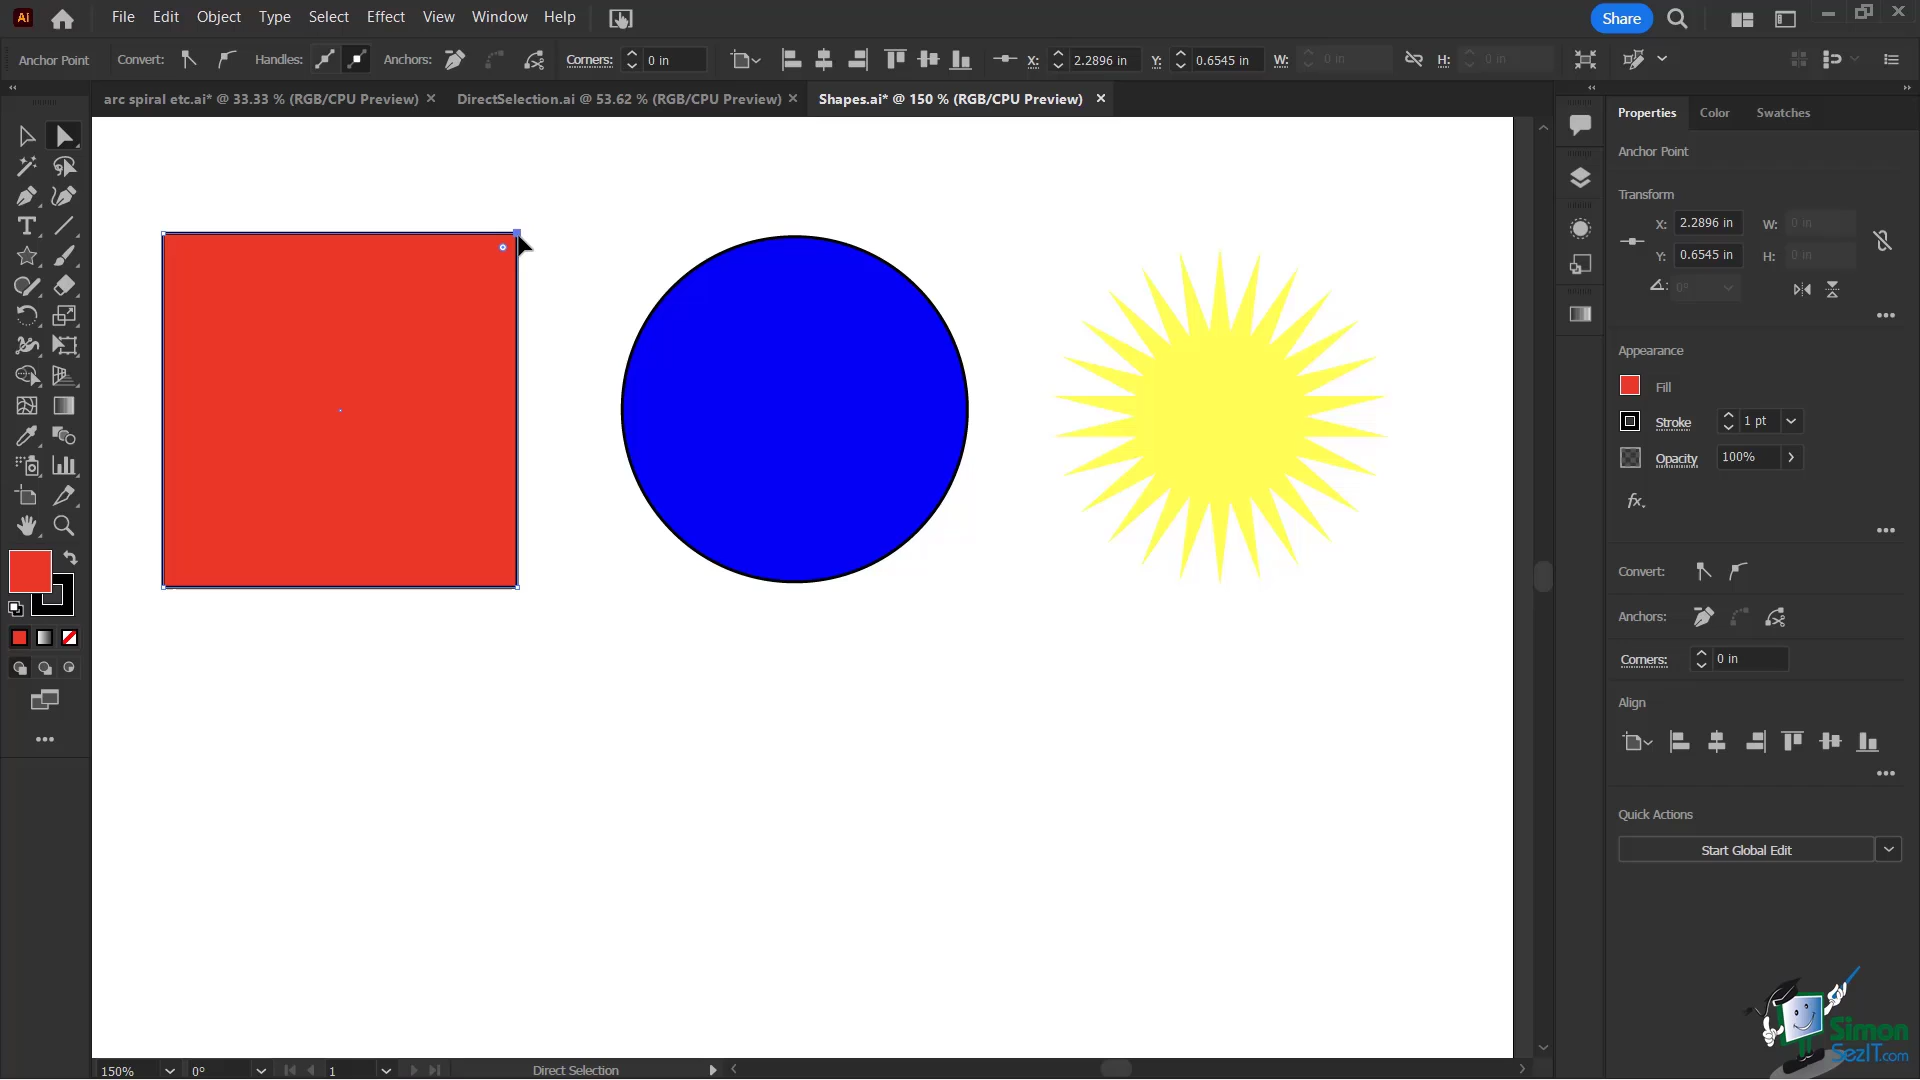 Ai File Edit Object Type Select Effect View Window Help Share
Anchor Point Convert: Handles: Anchors: Corners: 0 in X: 2.2896 in Y: 0.6545 in W: 0 in H: 0 in
arc spiral etc.ai* @ 33.33 % (RGB/CPU Preview) × DirectSelection.ai @ 53.62 % (RGB/CPU Preview) × Shapes.ai* @ 150 % (RGB/CPU Preview) ×
Properties Color Swatches
Anchor Point
Transform
X: 2.2896 in W: 0 in
Y: 0.6545 in H: 0 in
0°
Appearance
Fill
Stroke 1 pt
Opacity 100%
fx.
Convert:
Anchors:
Corners: 0 in
Align
Quick Actions
Start Global Edit
Simon
SezIT.com
150% 0° 1 Direct Selection